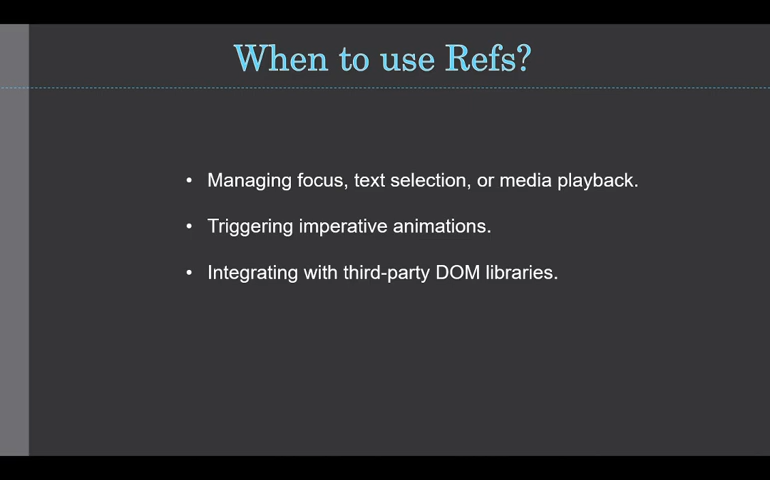 When to use Refs?
• Managing focus, text selection, or media playback.
• Triggering imperative animations.
• Integrating with third-party DOM libraries.